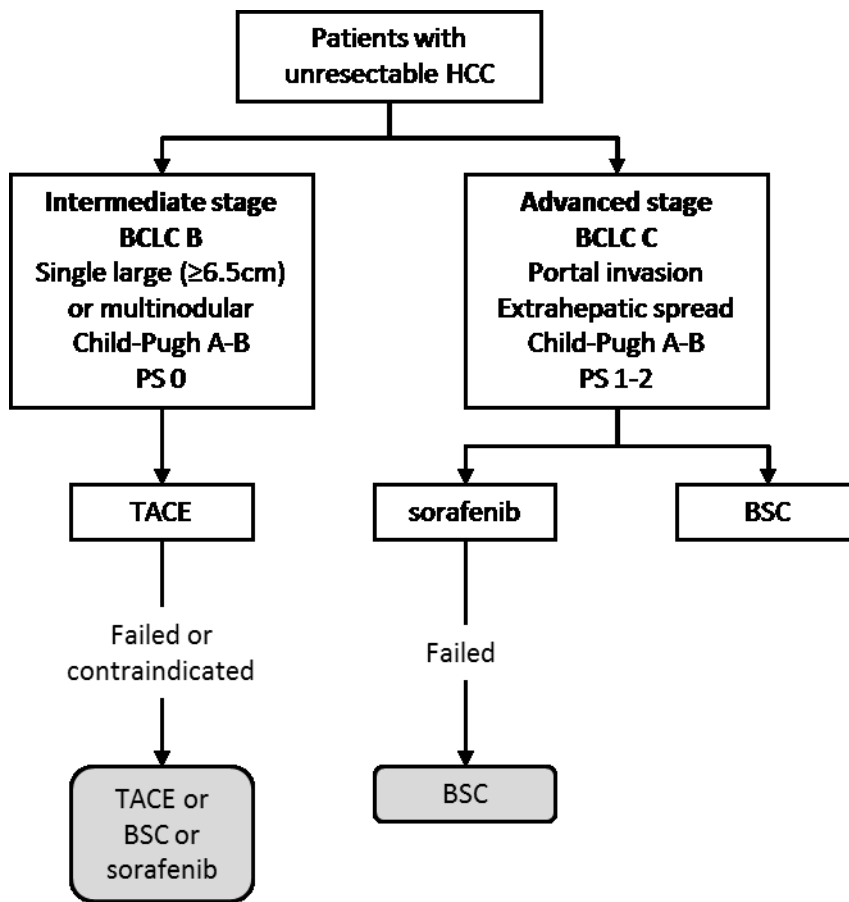 Patients with
unresectable HCC
Intermediate stage
BCLC B
Single large (≥6.5cm)
or multinodular
Child-Pugh A-B
PS 0
Advanced stage
BCLC C
Portal invasion
Extrahepatic spread
Child-Pugh A-B
PS 1-2
TACE
sorafenib
BSC
Failed or
contraindicated
Failed
TACE or
BSC or
sorafenib
BSC